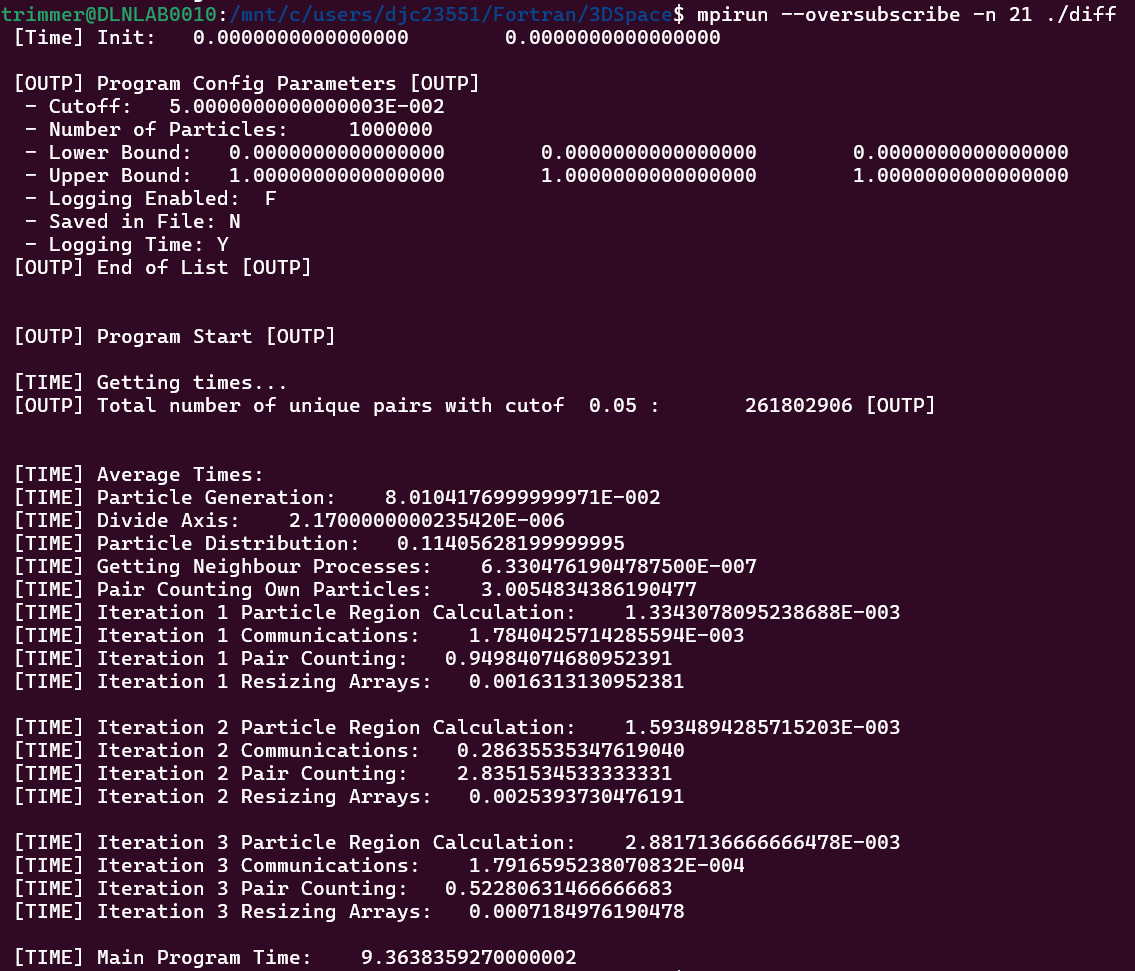 trimmer@DLNLAB0010:/mnt/c/users/djc23551/Fortran/3DSpace$ mpirun --oversubscribe -n 21 ./diff
[Time] Init:   0.0000000000000000        0.0000000000000000
[OUTP] Program Config Parameters [OUTP]
- Cutoff:   5.0000000000000003E-002
- Number of Particles:     1000000
- Lower Bound:   0.0000000000000000        0.0000000000000000        0.0000000000000000
- Upper Bound:   1.0000000000000000        1.0000000000000000        1.0000000000000000
- Logging Enabled:  F
- Saved in File: N
- Logging Time: Y
[OUTP] End of List [OUTP]
[OUTP] Program Start [OUTP]
[TIME] Getting times...
[OUTP] Total number of unique pairs with cutof  0.05 :       261802906 [OUTP]
[TIME] Average Times:
[TIME] Particle Generation:    8.0104176999999971E-002
[TIME] Divide Axis:    2.1700000000235420E-006
[TIME] Particle Distribution:   0.11405628199999995
[TIME] Getting Neighbour Processes:    6.3304761904787500E-007
[TIME] Pair Counting Own Particles:    3.0054834386190477
[TIME] Iteration 1 Particle Region Calculation:    1.3343078095238688E-003
[TIME] Iteration 1 Communications:    1.7840425714285594E-003
[TIME] Iteration 1 Pair Counting:   0.94984074680952391
[TIME] Iteration 1 Resizing Arrays:   0.0016313130952381
[TIME] Iteration 2 Particle Region Calculation:    1.5934894285715203E-003
[TIME] Iteration 2 Communications:   0.28635535347619040
[TIME] Iteration 2 Pair Counting:    2.8351534533333331
[TIME] Iteration 2 Resizing Arrays:   0.0025393730476191
[TIME] Iteration 3 Particle Region Calculation:    2.8817136666666478E-003
[TIME] Iteration 3 Communications:    1.7916595238070832E-004
[TIME] Iteration 3 Pair Counting:   0.52280631466666683
[TIME] Iteration 3 Resizing Arrays:   0.0007184976190478
[TIME] Main Program Time:    9.3638359270000002